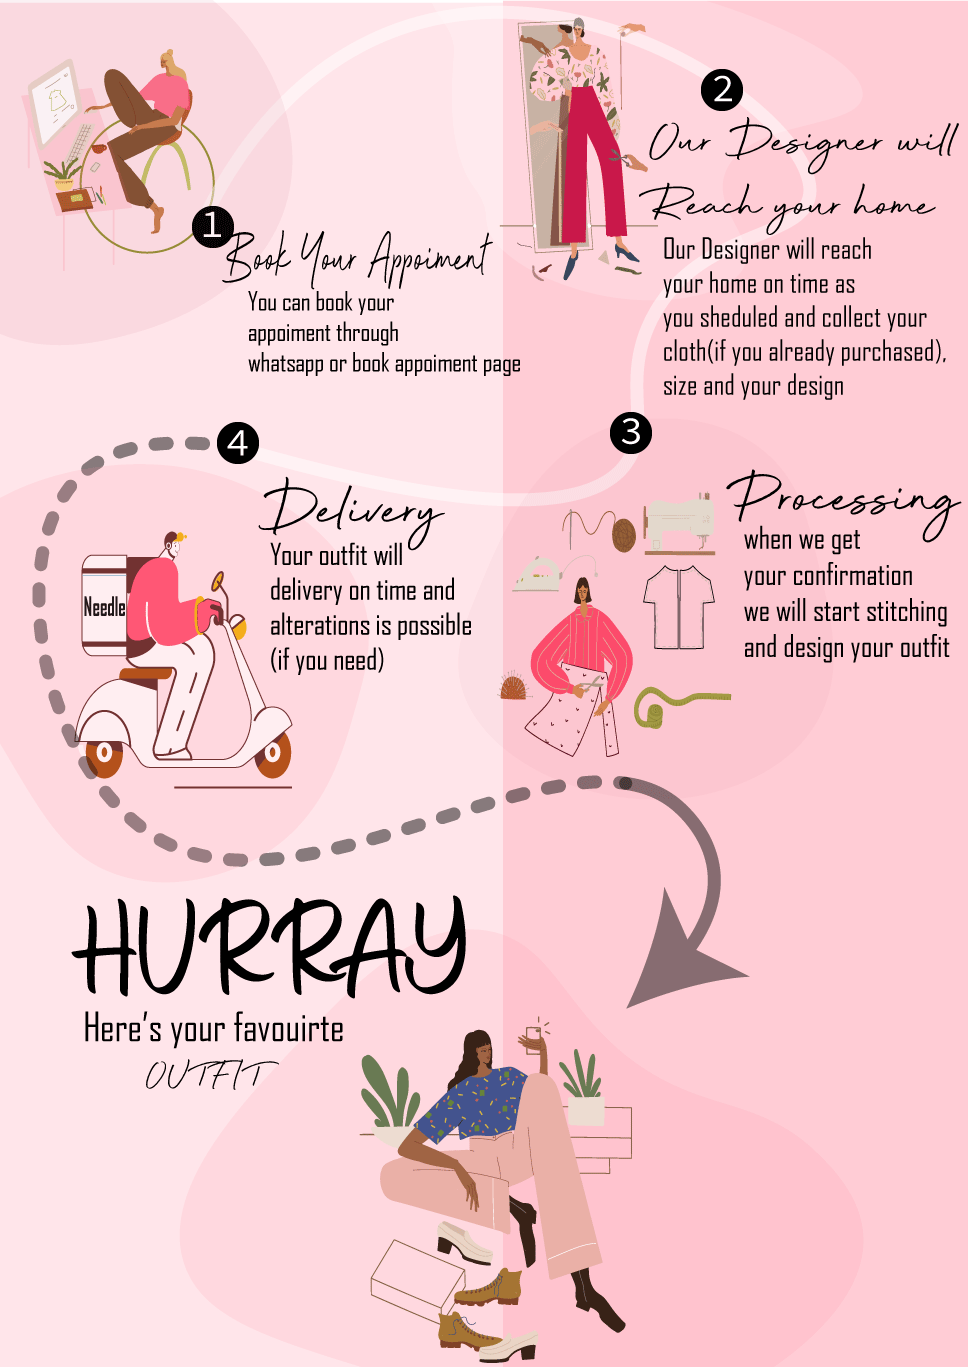 1
Book Your Appoiment
You can book your
appoiment through
whatsapp or book appoiment page
2
Our Designer will
Reach your home
Our Designer will reach
your home on time as
you sheduled and collect your
cloth(if you already purchased),
size and your design
3
Processing
when we get
your confirmation
we will start stitching
and design your outfit
4
Delivery
Your outfit will
delivery on time and
alterations is possible
(if you need)
Needle
HURRAY
Here's your favouirte
OUTFIT